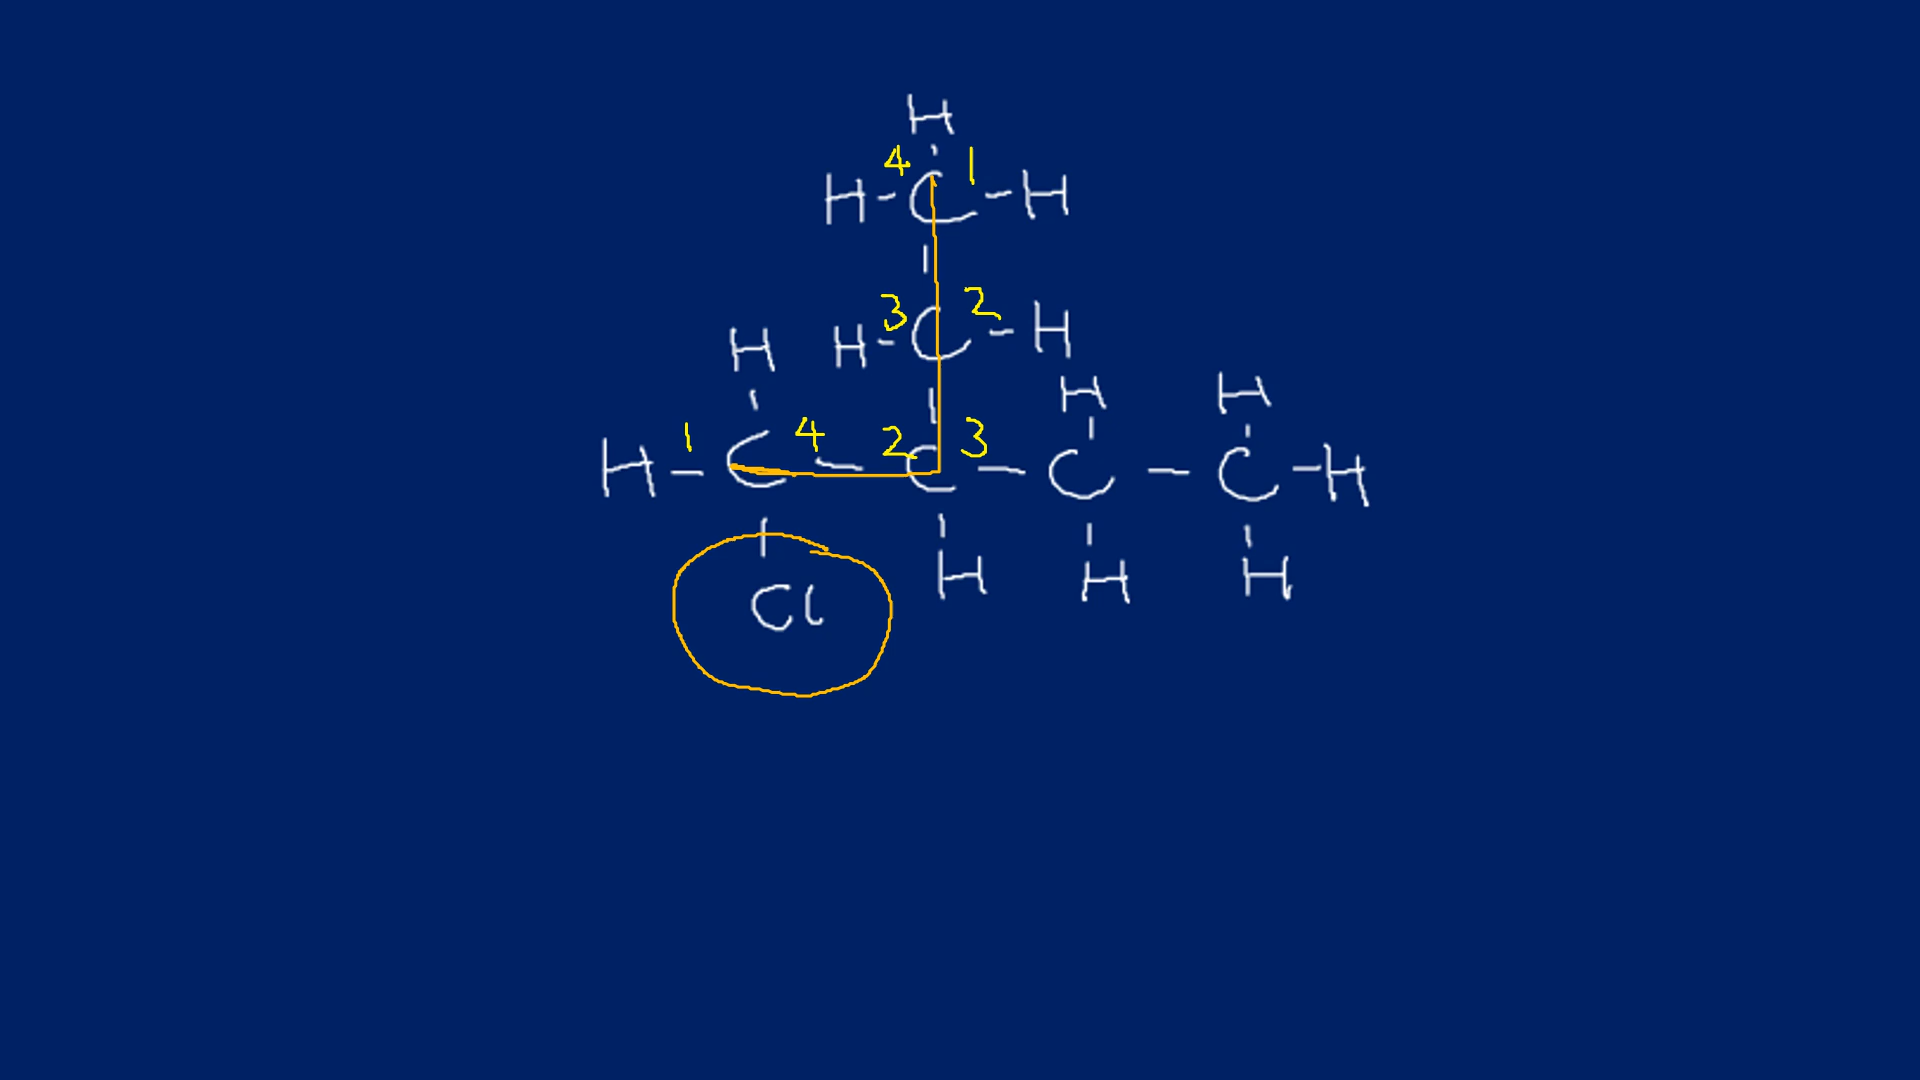 H
4 1
H - C - H
3 2
H H - C - H
H H
1 4 2 3
H - C - C - C - C - H
Cl H H H